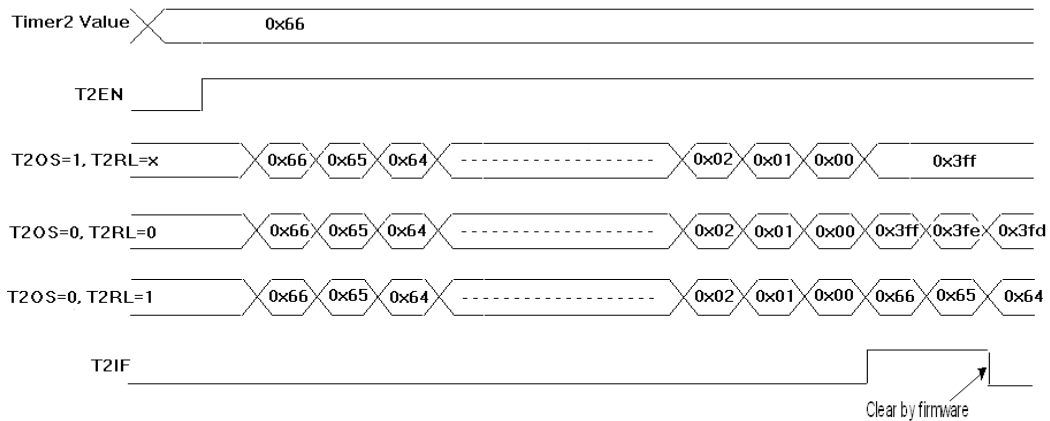 Timer2 Value 0x66
T2EN
T2OS=1, T2RL=x 0x66 0x65 0x64 0x02 0x01 0x00 0x3ff
T2OS=0, T2RL=0 0x66 0x65 0x64 0x02 0x01 0x00 0x3ff 0x3fe 0x3fd
T2OS=0, T2RL=1 0x66 0x65 0x64 0x02 0x01 0x00 0x66 0x65 0x64
T2IF
Clear by firmware